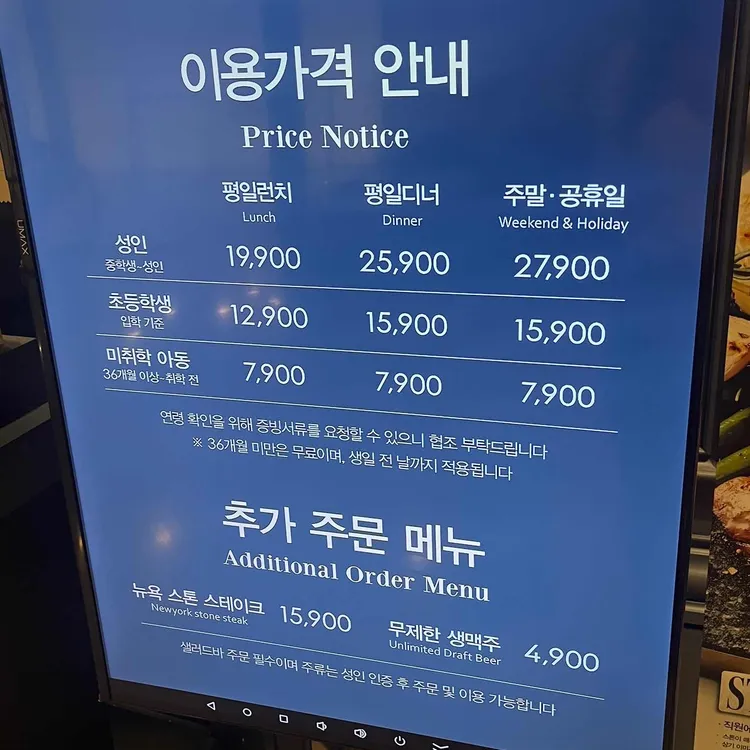 이용가격 안내
Price Notice
평일런치 평일디너 주말·공휴일
Lunch Dinner Weekend & Holiday
성인 19,900 25,900 27,900
중학생~성인
초등학생 12,900 15,900 15,900
입학 기준
미취학 아동 7,900 7,900 7,900
36개월 이상~취학 전
연령 확인을 위해 증빙서류를 요청할 수 있으니 협조 부탁드립니다
※ 36개월 미만은 무료이며, 생일 전 날까지 적용됩니다
추가 주문 메뉴
Additional Order Menu
뉴욕 스톤 스테이크 15,900
Newyork stone steak
무제한 생맥주 4,900
Unlimited Draft Beer
샐러드바 주문 필수이며 주류는 성인 인증 후 주문 및 이용 가능합니다
UMAX
ST